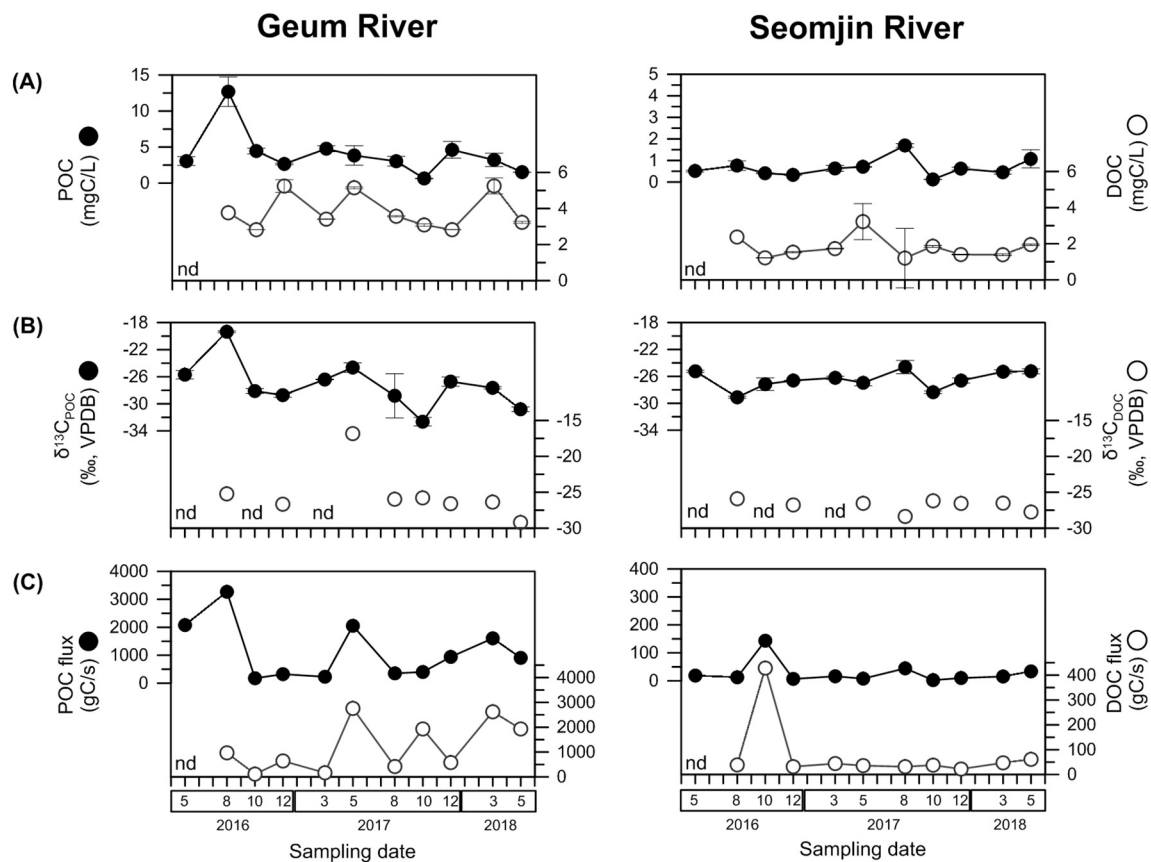 Geum River
Seomjin River
(A)
POC
(mgC/L)
15
10
5
0
6
4
2
0
nd
5
4
3
2
1
0
6
4
2
0
nd
DOC
(mgC/L)
(B)
δ¹³C_POC
(‰, VPDB)
-18
-22
-26
-30
-34
-15
-20
-25
-30
nd nd nd
-18
-22
-26
-30
-34
-15
-20
-25
-30
nd nd nd
δ¹³C_DOC
(‰, VPDB)
(C)
POC flux
(gC/s)
4000
3000
2000
1000
0
4000
3000
2000
1000
0
nd
400
300
200
100
0
400
300
200
100
0
nd
DOC flux
(gC/s)
5 8 10 12 3 5 8 10 12 3 5
2016 2017 2018
Sampling date
5 8 10 12 3 5 8 10 12 3 5
2016 2017 2018
Sampling date